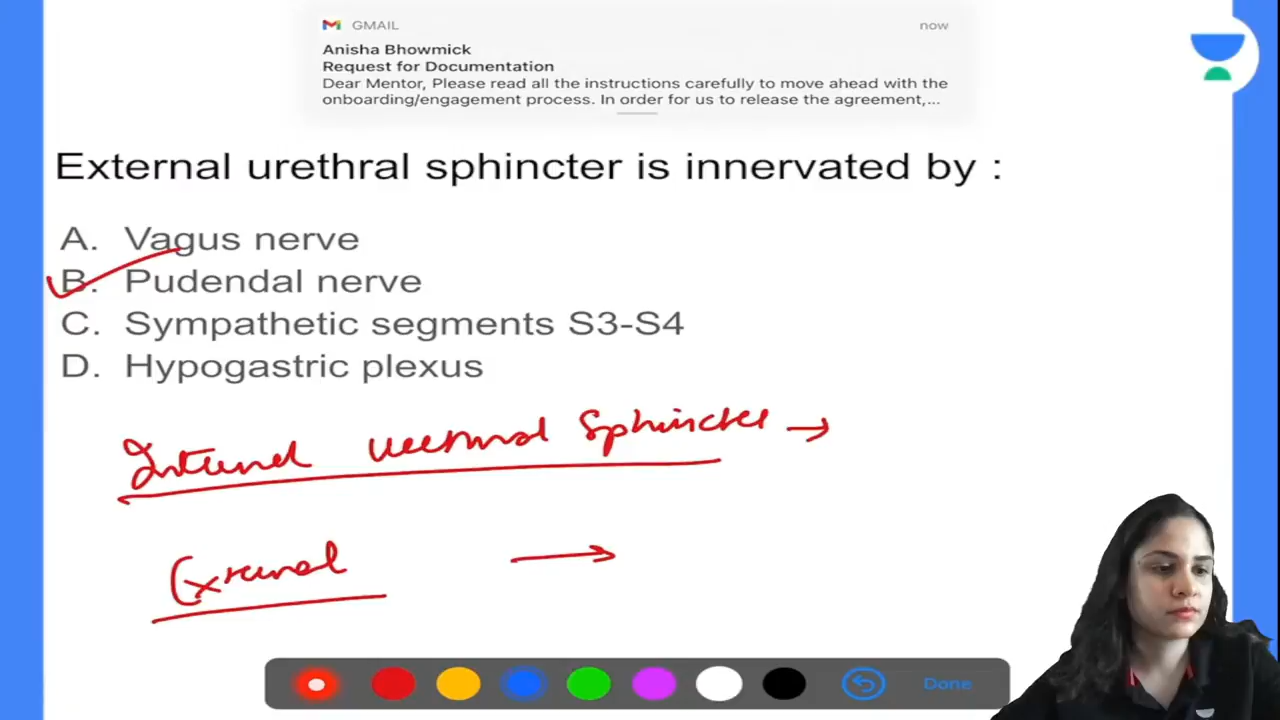 GMAIL
now
Anisha Bhowmick
Request for Documentation
Dear Mentor, Please read all the instructions carefully to move ahead with the
onboarding/engagement process. In order for us to release the agreement,...
External urethral sphincter is innervated by :
A. Vagus nerve
B. Pudendal nerve
C. Sympathetic segments S3-S4
D. Hypogastric plexus
Internal urethral Sphincter →
External →
Done